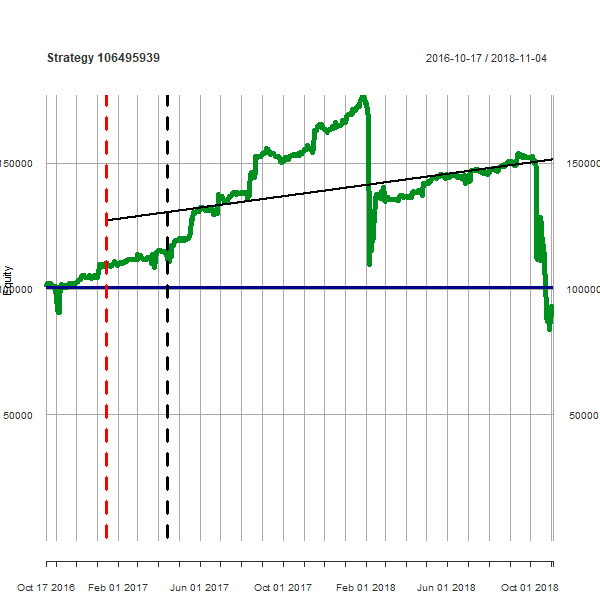 Strategy 106495939
2016-10-17 / 2018-11-04
150000
150000
Equity
100000
100000
50000
50000
Oct 17 2016
Feb 01 2017
Jun 01 2017
Oct 01 2017
Feb 01 2018
Jun 01 2018
Oct 01 2018